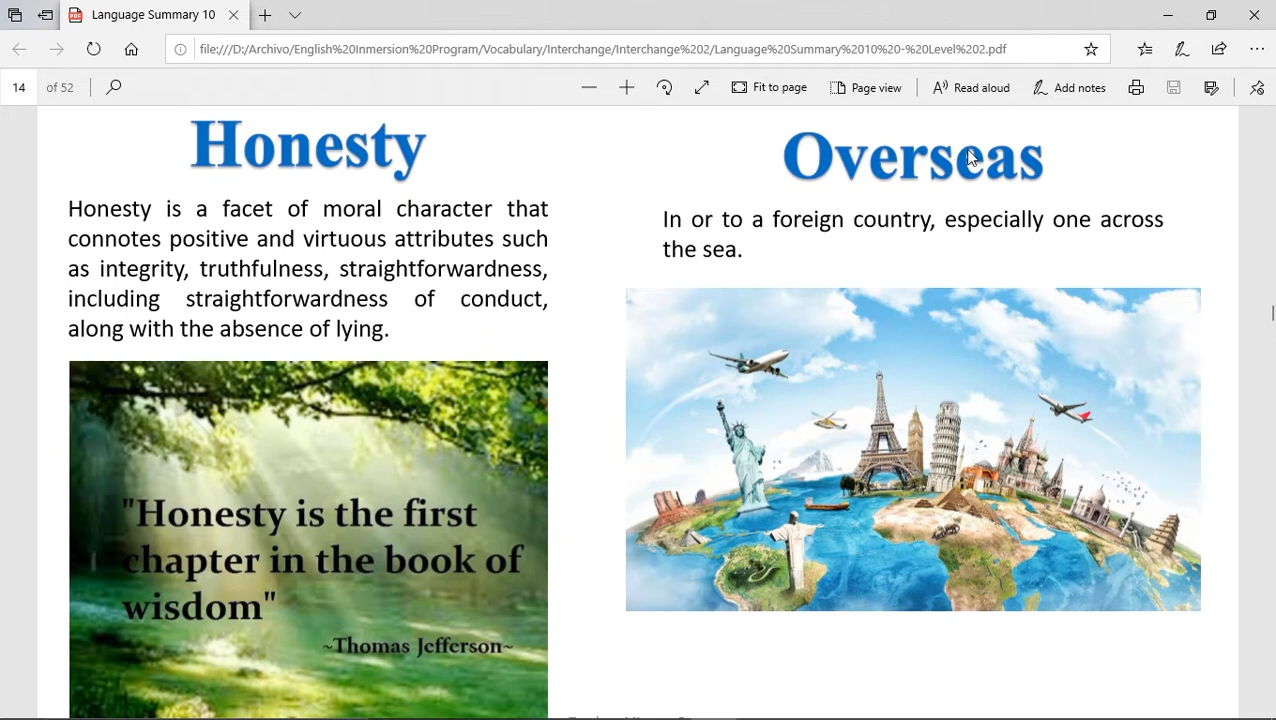 Language Summary 10
file:///D:/Archivo/English%20Inmersion%20Program/Vocabulary/Interchange/Interchange%202/Language%20Summary%2010%20-%20Level%202.pdf
14 of 52
Fit to page
Page view
Read aloud
Add notes
Honesty
Honesty is a facet of moral character that
connotes positive and virtuous attributes such
as integrity, truthfulness, straightforwardness,
including straightforwardness of conduct,
along with the absence of lying.
"Honesty is the first
chapter in the book of
wisdom"
~Thomas Jefferson~
Overseas
In or to a foreign country, especially one across
the sea.